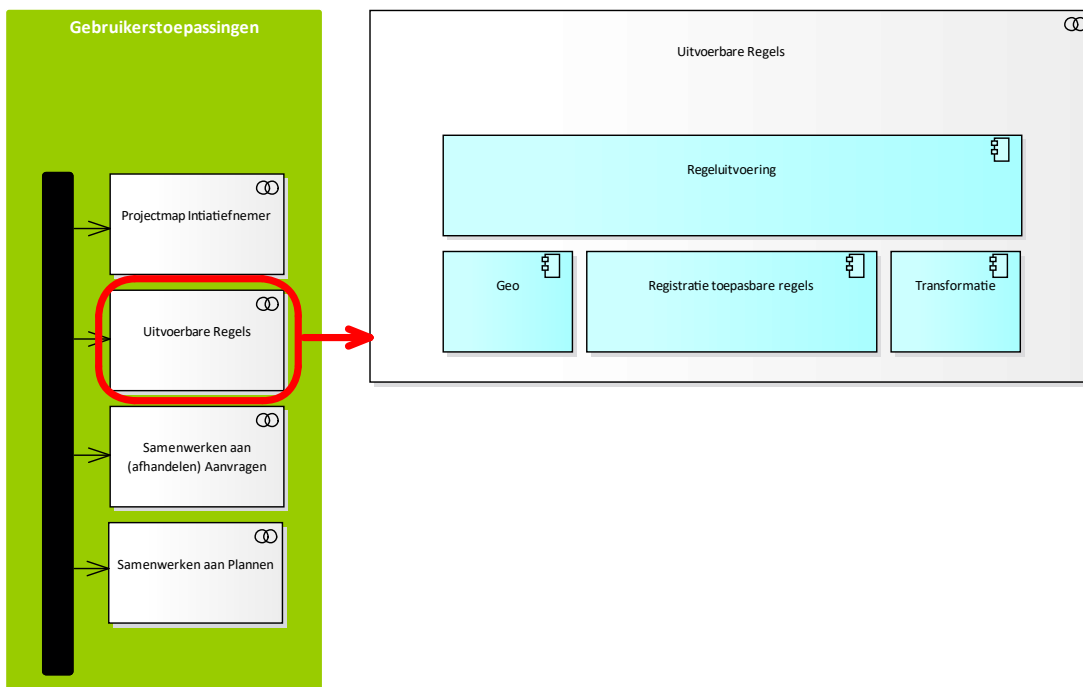 Gebruikerstoepassingen
Projectmap Intiatiefnemer
Uitvoerbare Regels
Samenwerken aan
(afhandelen) Aanvragen
Samenwerken aan Plannen
Uitvoerbare Regels
Regeluitvoering
Geo
Registratie toepasbare regels
Transformatie